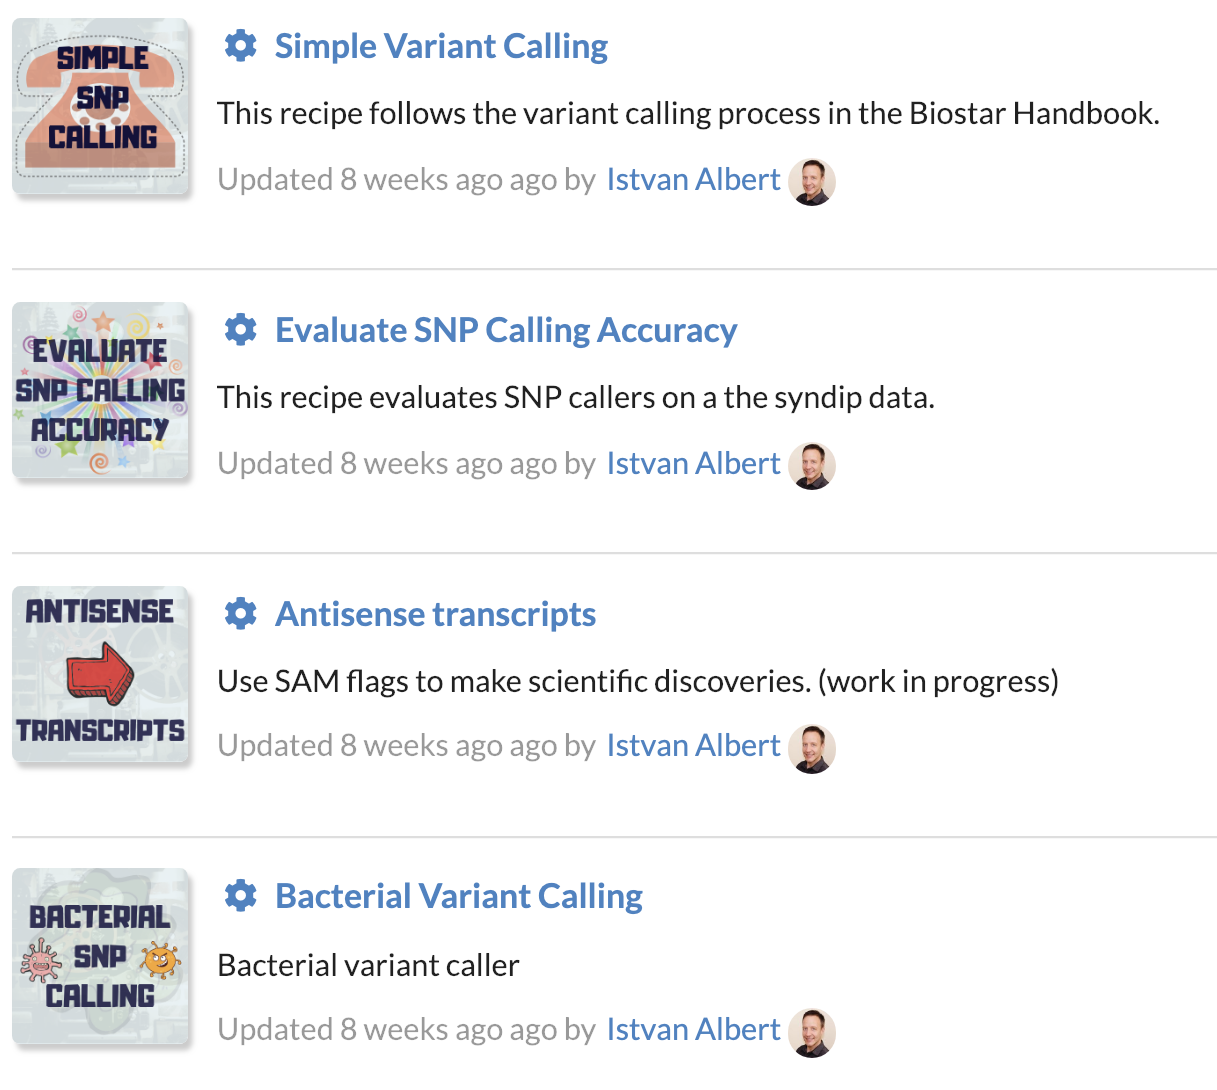 SIMPLE
SNP
CALLING
Simple Variant Calling
This recipe follows the variant calling process in the Biostar Handbook.
Updated 8 weeks ago ago by Istvan Albert
EVALUATE
SNP CALLING
ACCURACY
Evaluate SNP Calling Accuracy
This recipe evaluates SNP callers on a the syndip data.
Updated 8 weeks ago ago by Istvan Albert
ANTISENSE
TRANSCRIPTS
Antisense transcripts
Use SAM flags to make scientific discoveries. (work in progress)
Updated 8 weeks ago ago by Istvan Albert
BACTERIAL
SNP
CALLING
Bacterial Variant Calling
Bacterial variant caller
Updated 8 weeks ago ago by Istvan Albert